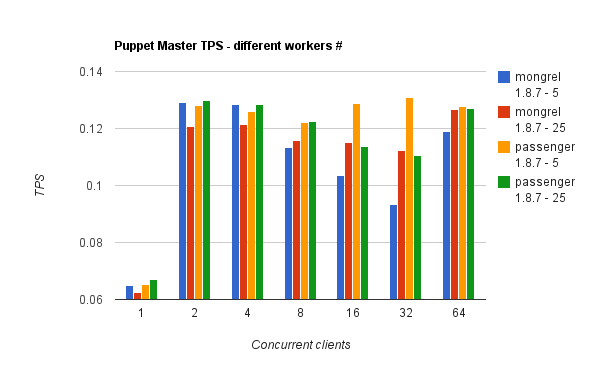 Puppet Master TPS - different workers #
0.14
0.12
0.1
0.08
0.06
TPS
1 2 4 8 16 32 64
Concurrent clients
mongrel
1.8.7 - 5
mongrel
1.8.7 - 25
passenger
1.8.7 - 5
passenger
1.8.7 - 25